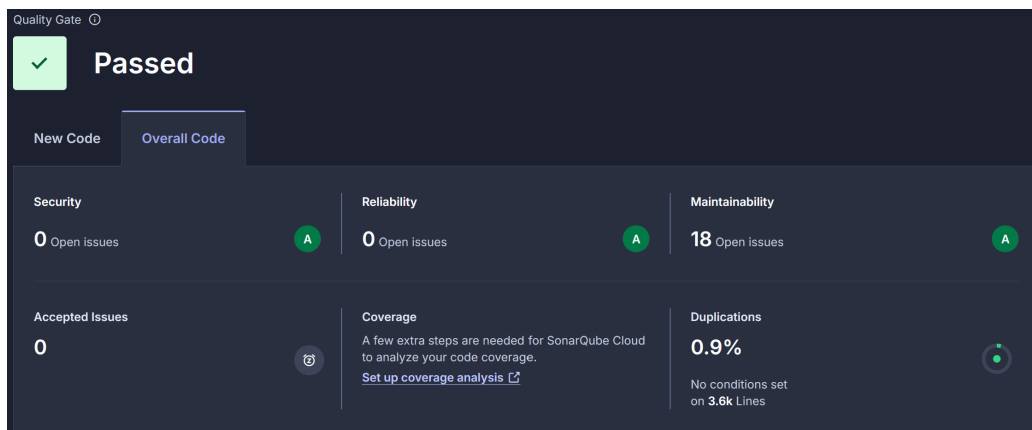 Quality Gate
Passed
New Code
Overall Code
Security
0 Open issues
A
Reliability
0 Open issues
A
Maintainability
18 Open issues
A
Accepted Issues
0
Coverage
A few extra steps are needed for SonarQube Cloud
to analyze your code coverage.
Set up coverage analysis
Duplications
0.9%
No conditions set
on 3.6k Lines